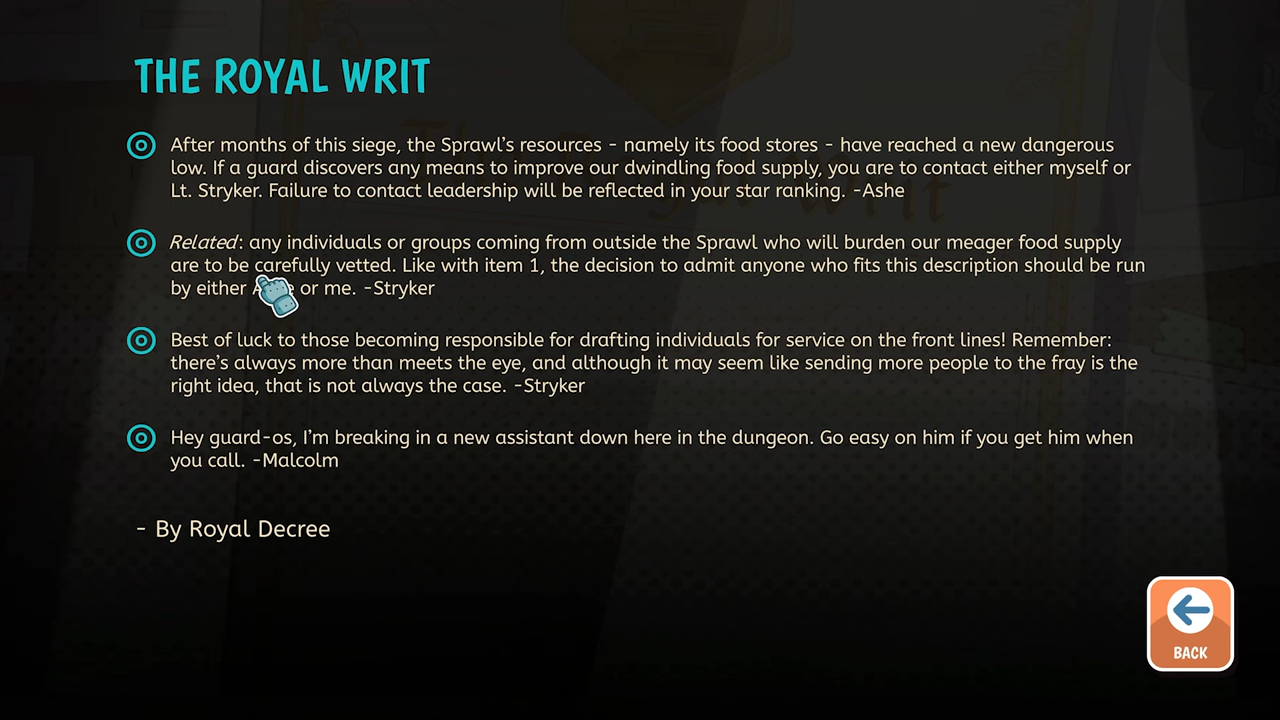 THE ROYAL WRIT
After months of this siege, the Sprawl's resources - namely its food stores - have reached a new dangerous
low. If a guard discovers any means to improve our dwindling food supply, you are to contact either myself or
Lt. Stryker. Failure to contact leadership will be reflected in your star ranking. -Ashe
Related: any individuals or groups coming from outside the Sprawl who will burden our meager food supply
are to be carefully vetted. Like with item 1, the decision to admit anyone who fits this description should be run
by either or me. -Stryker
Best of luck to those becoming responsible for drafting individuals for service on the front lines! Remember:
there's always more than meets the eye, and although it may seem like sending more people to the fray is the
right idea, that is not always the case. -Stryker
Hey guard-os, I'm breaking in a new assistant down here in the dungeon. Go easy on him if you get him when
you call. -Malcolm
- By Royal Decree
BACK